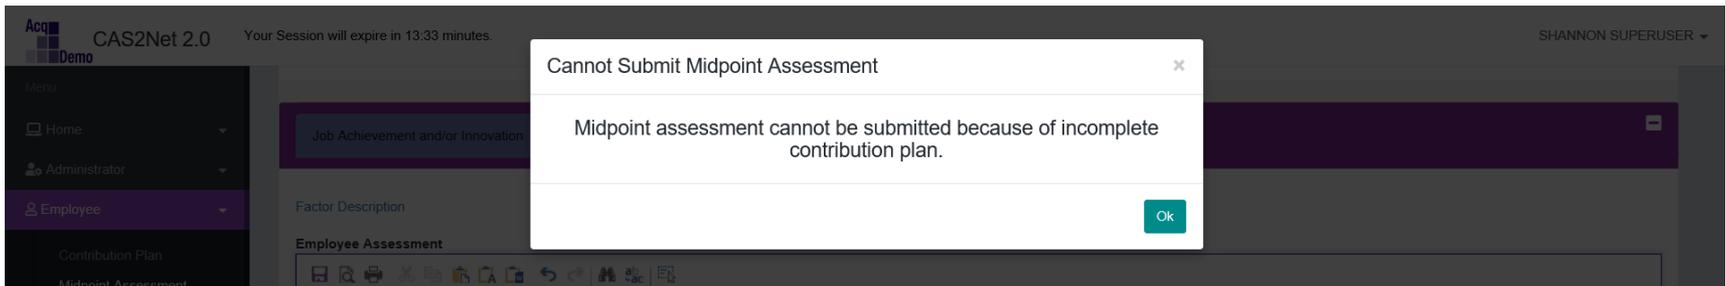 Acq
Demo
CAS2Net 2.0
Your Session will expire in 13:33 minutes.
SHANNON SUPERUSER
Menu
Home
Administrator
Employee
Contribution Plan
Midpoint Assessment
Job Achievement and/or Innovation
Cannot Submit Midpoint Assessment
×
Midpoint assessment cannot be submitted because of incomplete
contribution plan.
Ok
Factor Description
Employee Assessment